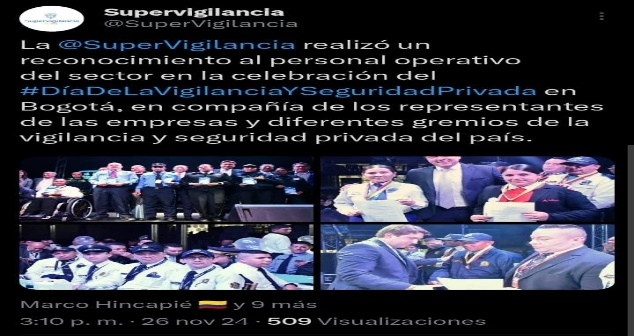 Supervigilancia
@SuperVigilancia
La @SuperVigilancia realizó un
reconocimiento al personal operativo
del sector en la celebración del
#DíaDeLaVigilanciaYSeguridadPrivada en
Bogotá, en compañía de los representantes
de las empresas y diferentes gremios de la
vigilancia y seguridad privada del país.
Marco Hincapié 🇨🇴 y 9 más
3:10 p. m. · 26 nov 24 · 509 Visualizaciones